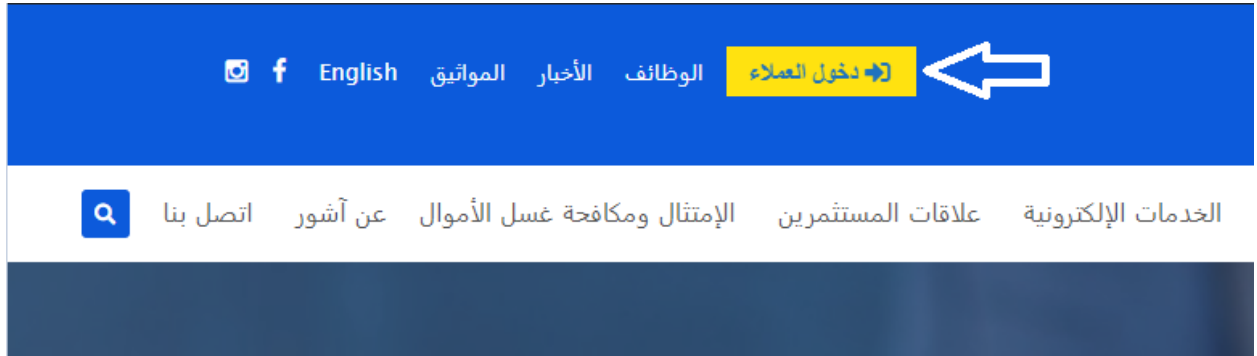 دخول العملاء الوظائف الأخبار المواثيق English
الخدمات الإلكترونية علاقات المستثمرين الإمتثال ومكافحة غسل الأموال عن آشور اتصل بنا